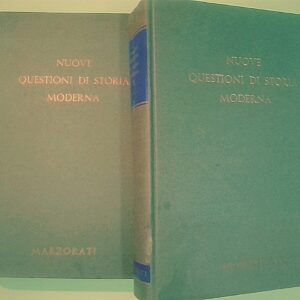 NUOVE
QUESTIONI DI STORIA
MODERNA
MARZORATI
NUOVE
QUESTIONI DI STORIA
MODERNA